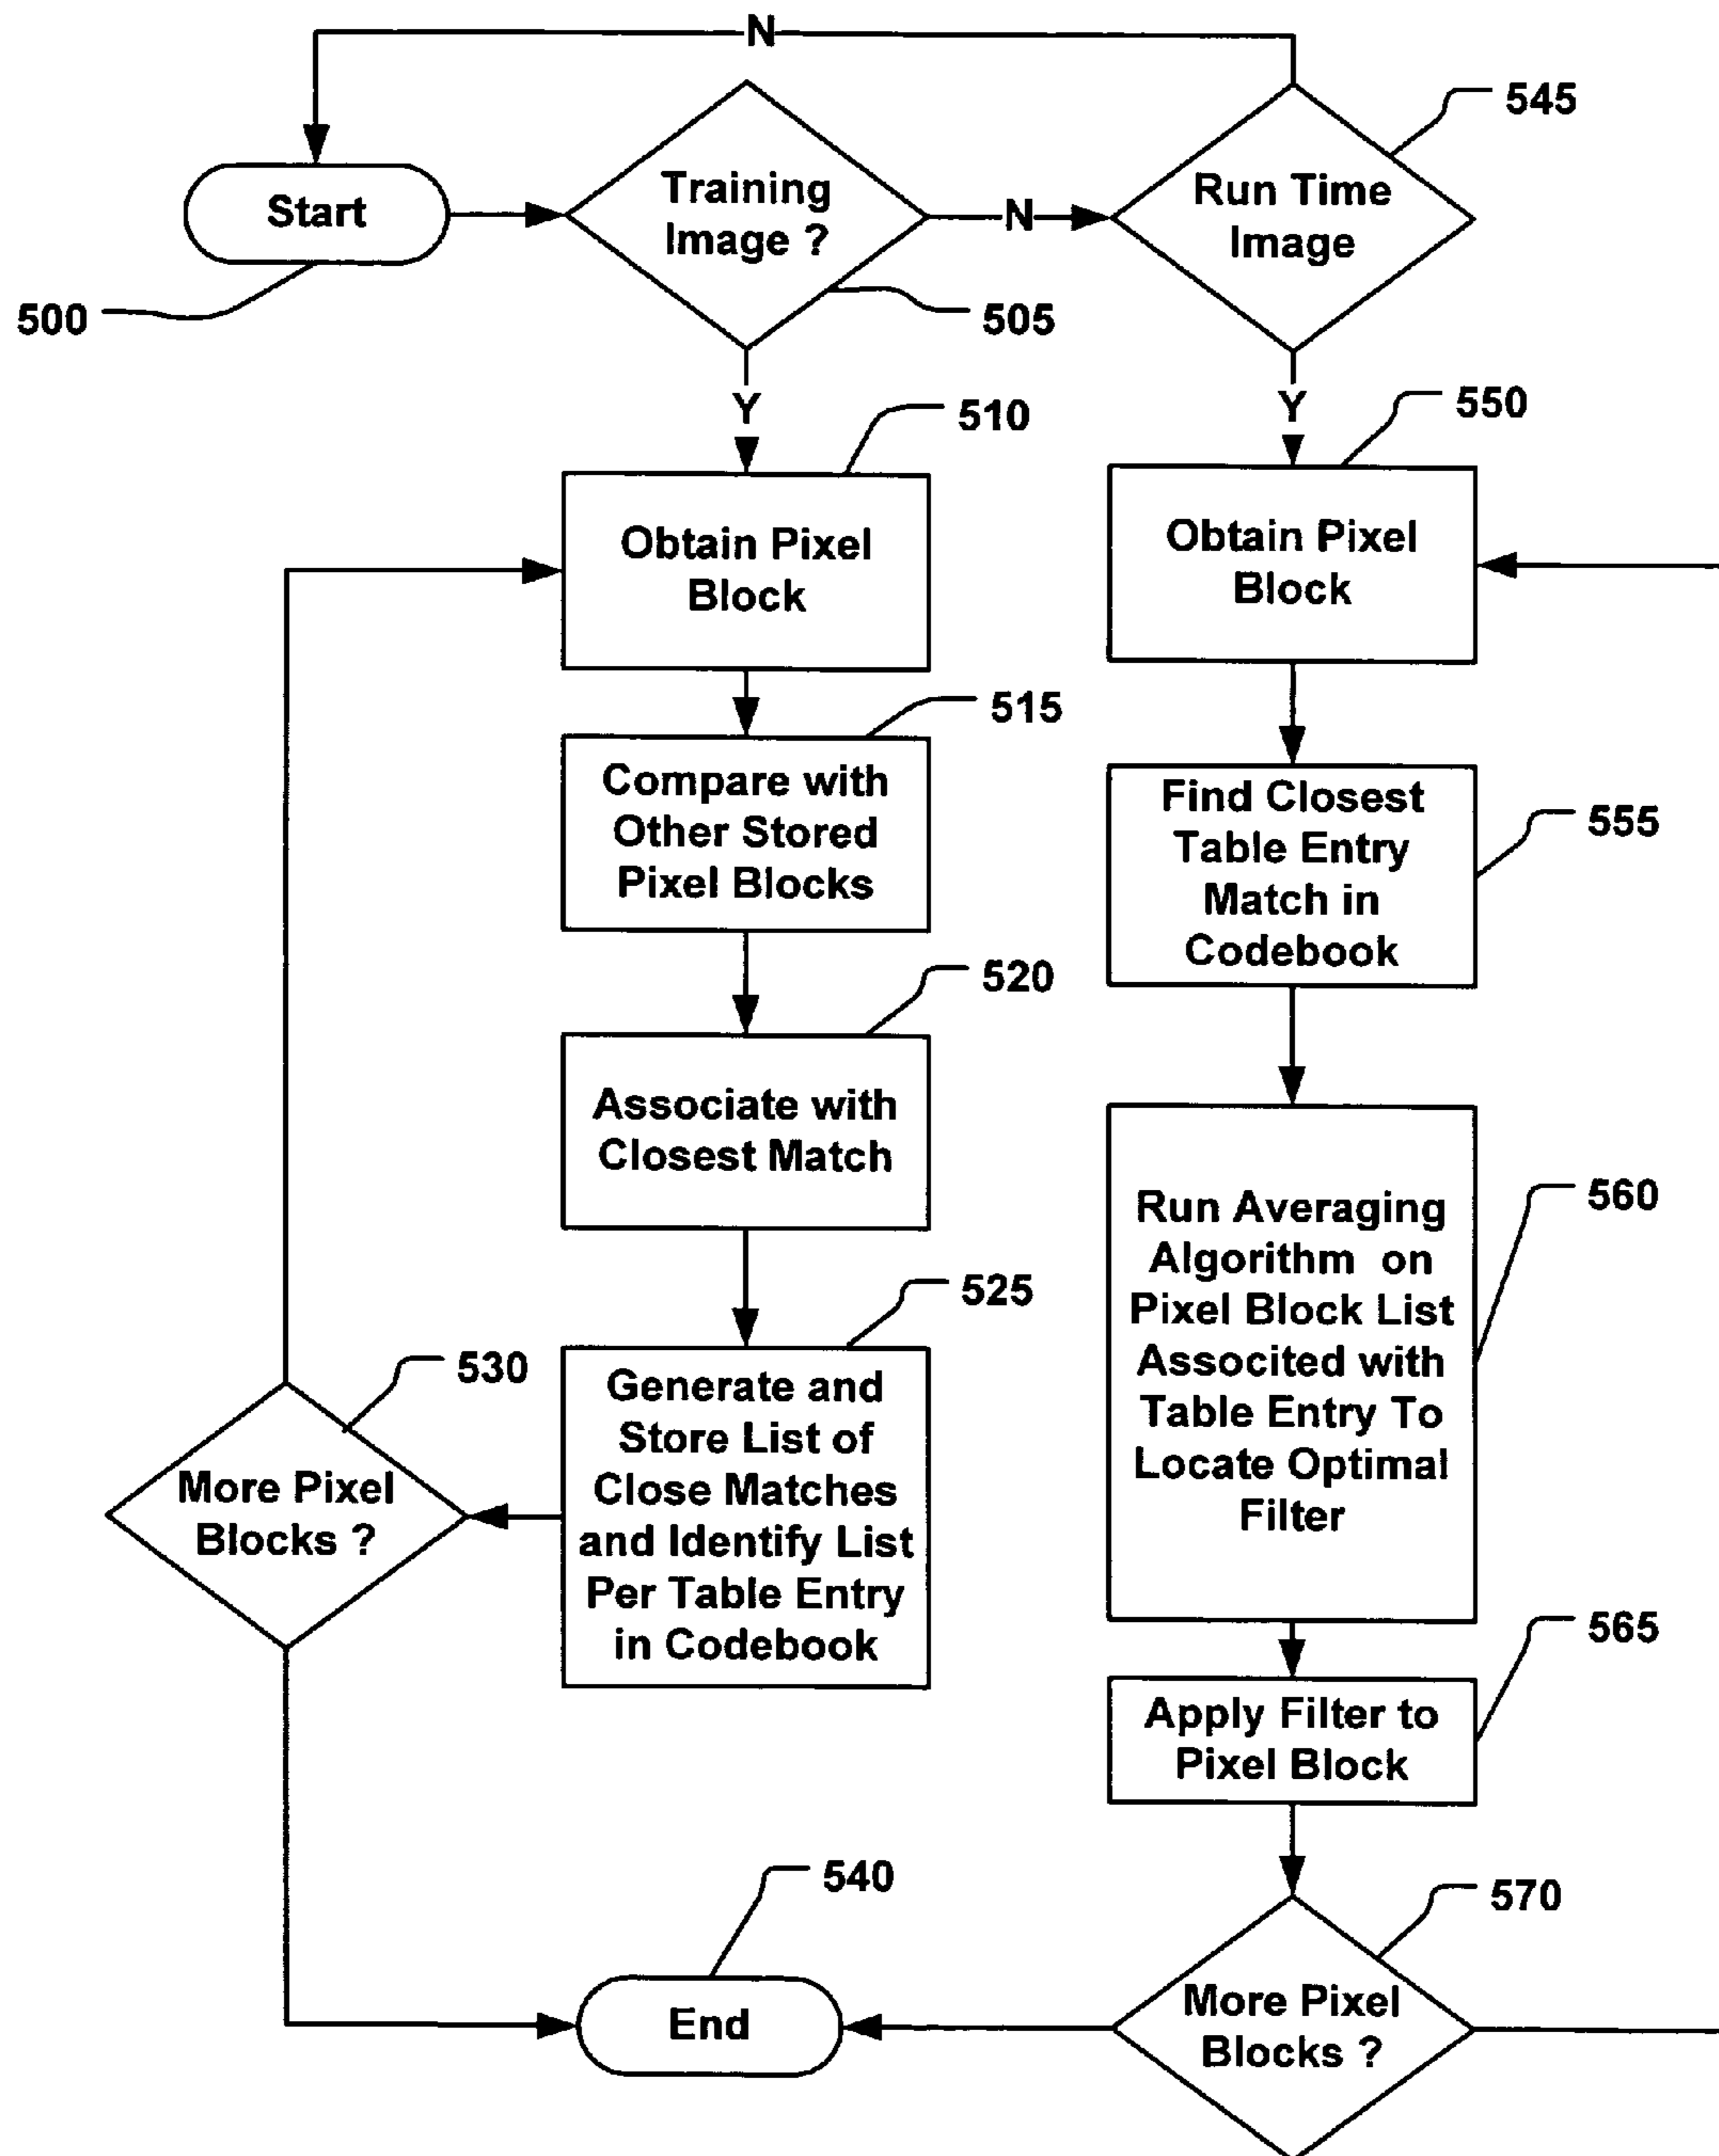 N
545
Start
Training
Image ?
N
Run Time
Image
500
505
Y
Y
510
550
Obtain Pixel
Block
Obtain Pixel
Block
515
Compare with
Other Stored
Pixel Blocks
Find Closest
Table Entry
Match in
Codebook
555
520
Associate with
Closest Match
Run Averaging
Algorithm on
Pixel Block List
Associted with
Table Entry To
Locate Optimal
Filter
560
525
530
Generate and
Store List of
Close Matches
and Identify List
Per Table Entry
in Codebook
More Pixel
Blocks ?
565
Apply Filter to
Pixel Block
540
570
End
More Pixel
Blocks ?